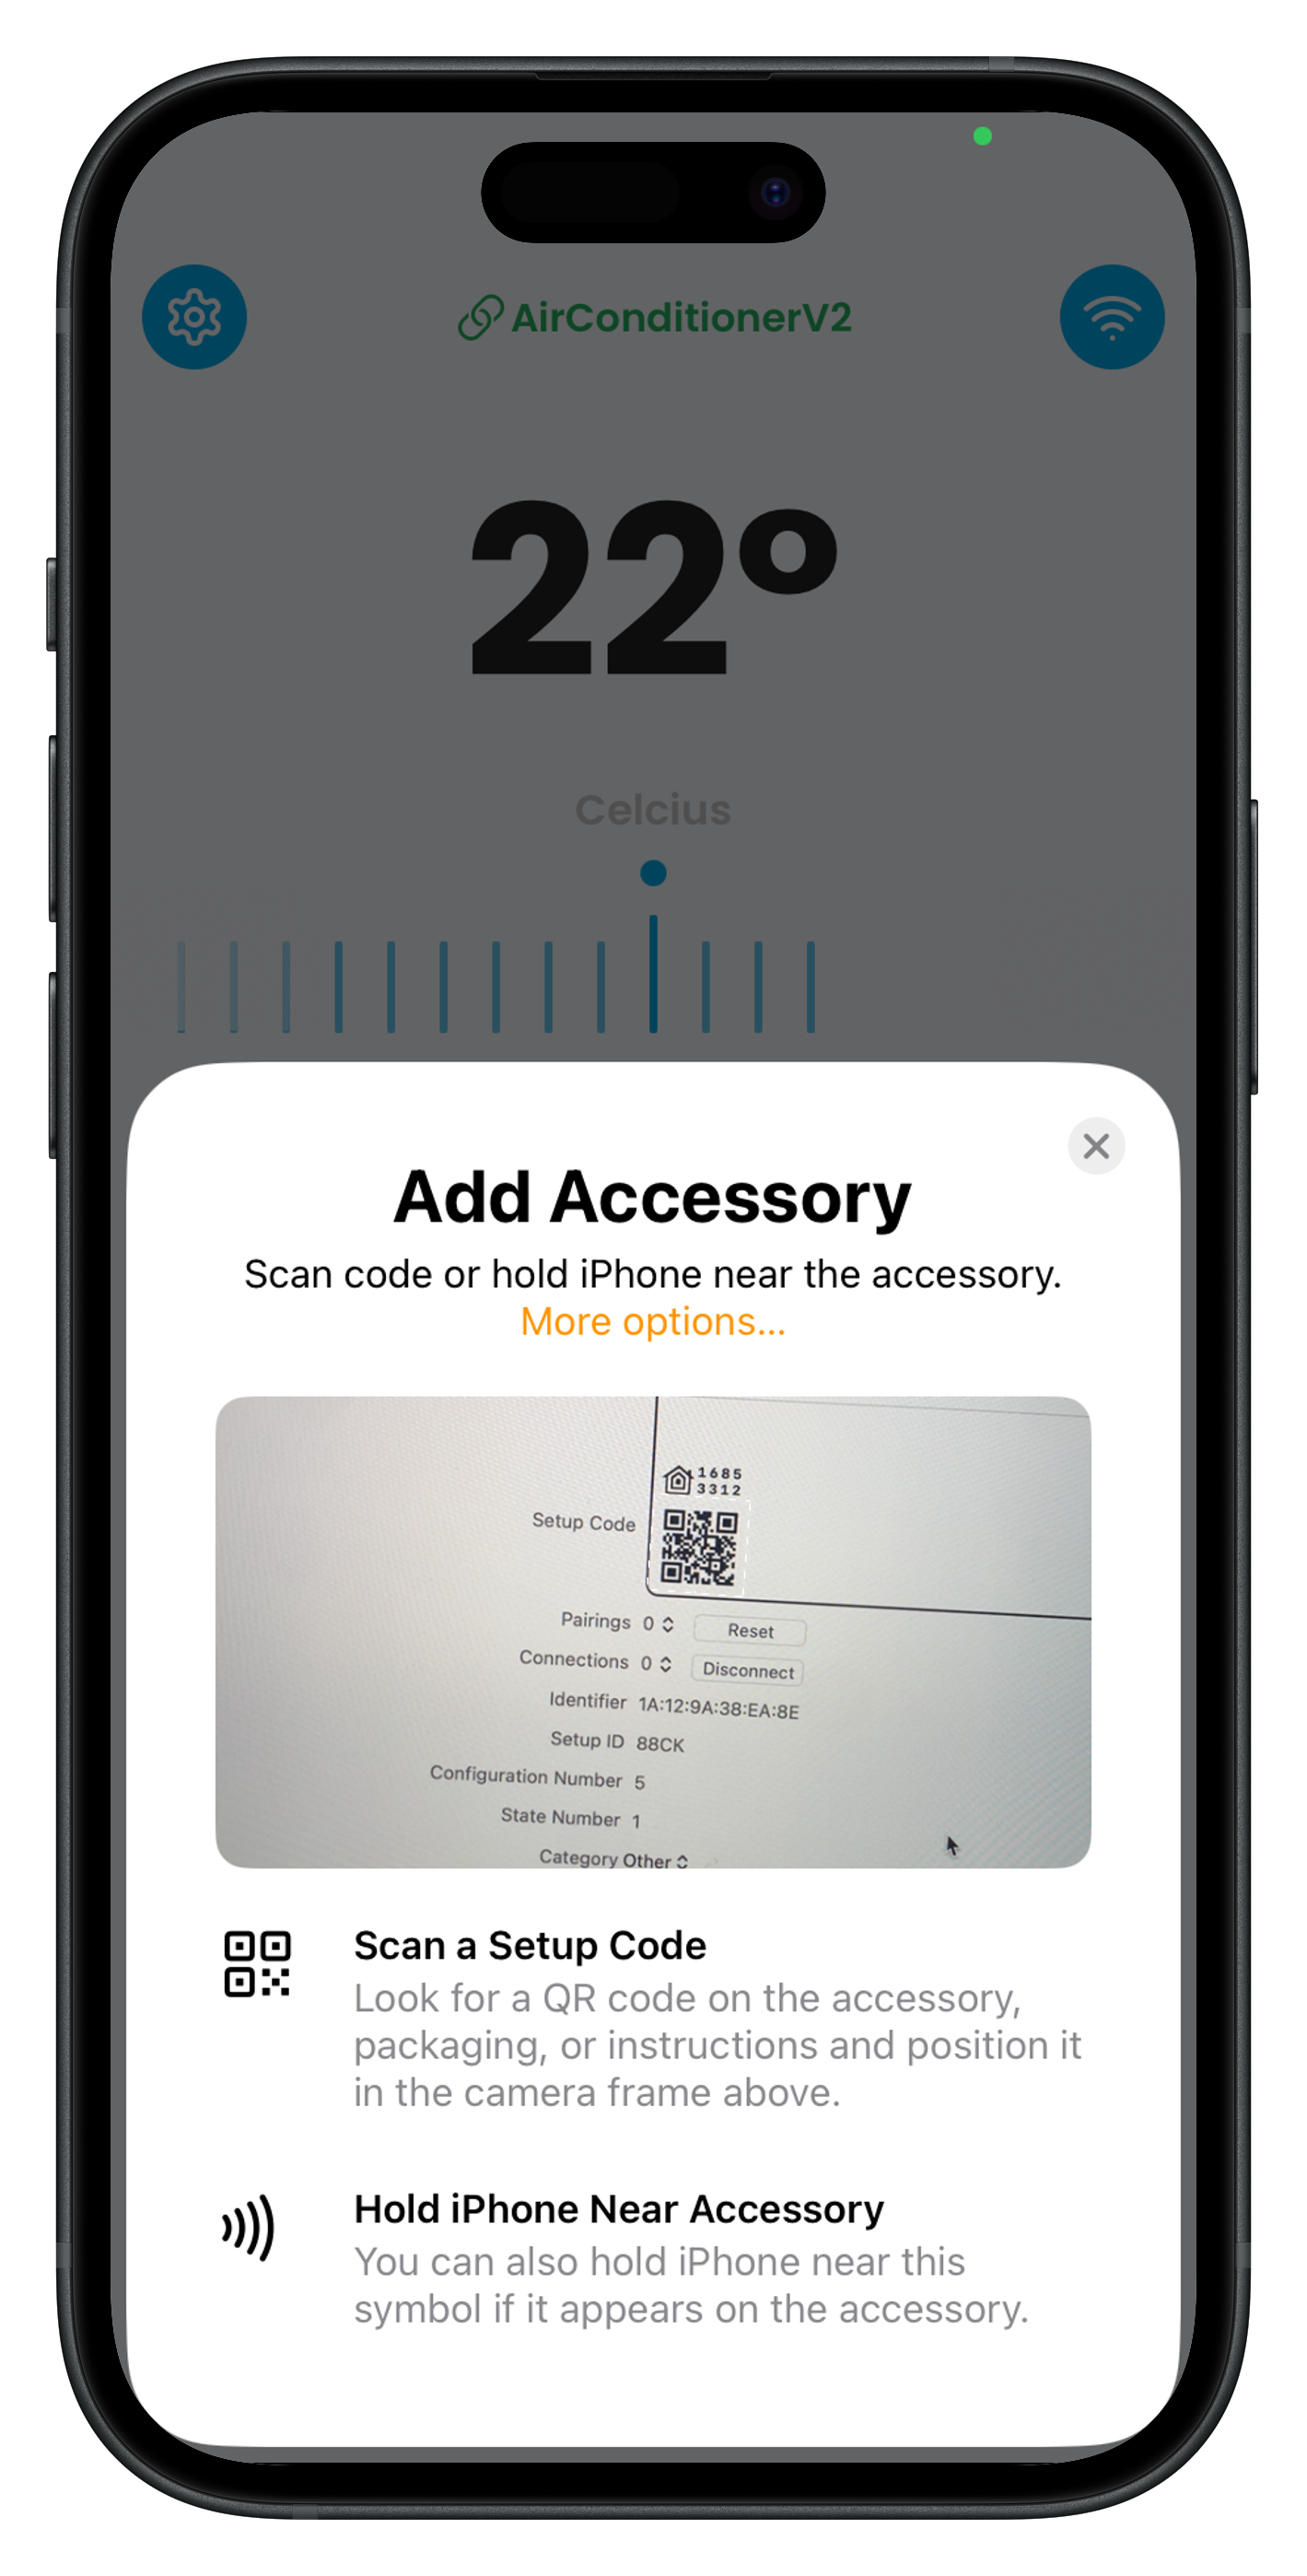 AirConditionerV2
22°
Celcius
Add Accessory
Scan code or hold iPhone near the accessory.
More options...
1685
3312
Setup Code
Pairings 0 Reset
Connections 0 Disconnect
Identifier 1A:12:9A:38:EA:8E
Setup ID 88CK
Configuration Number 5
State Number 1
Category Other
Scan a Setup Code
Look for a QR code on the accessory,
packaging, or instructions and position it
in the camera frame above.
Hold iPhone Near Accessory
You can also hold iPhone near this
symbol if it appears on the accessory.